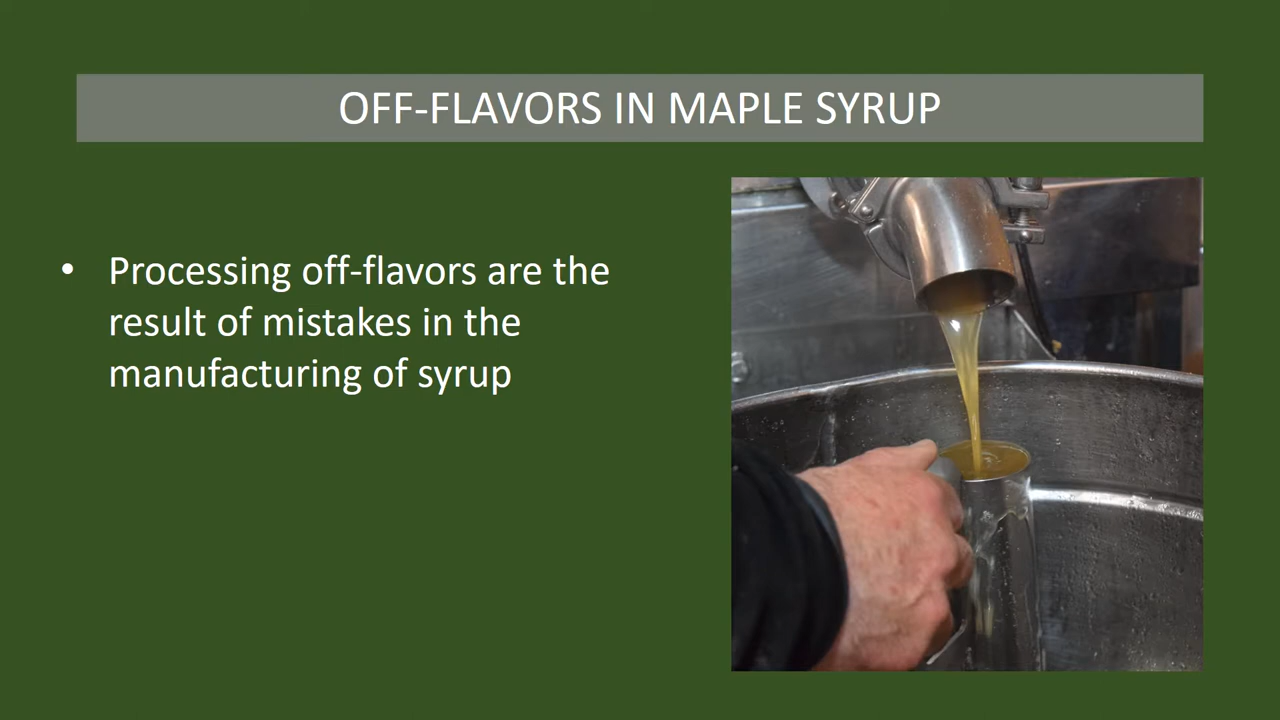 OFF-FLAVORS IN MAPLE SYRUP
• Processing off-flavors are the
result of mistakes in the
manufacturing of syrup